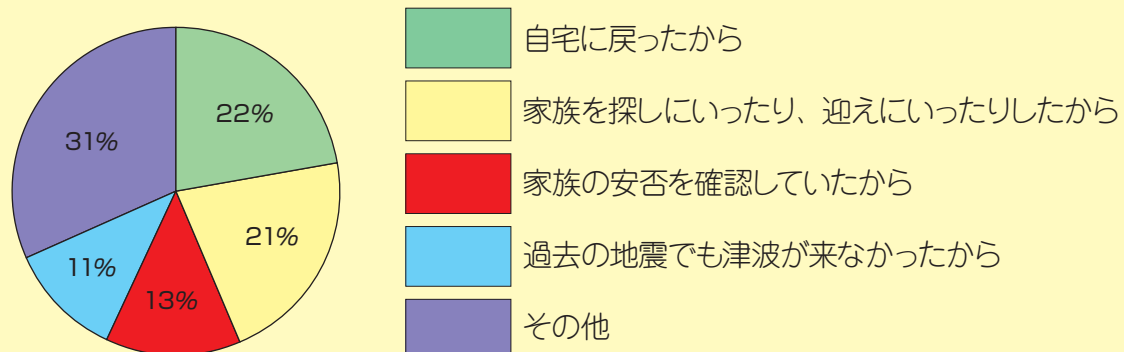 22%
21%
13%
11%
31%
自宅に戻ったから
家族を探しにいったり、迎えにいったりしたから
家族の安否を確認していたから
過去の地震でも津波が来なかったから
その他